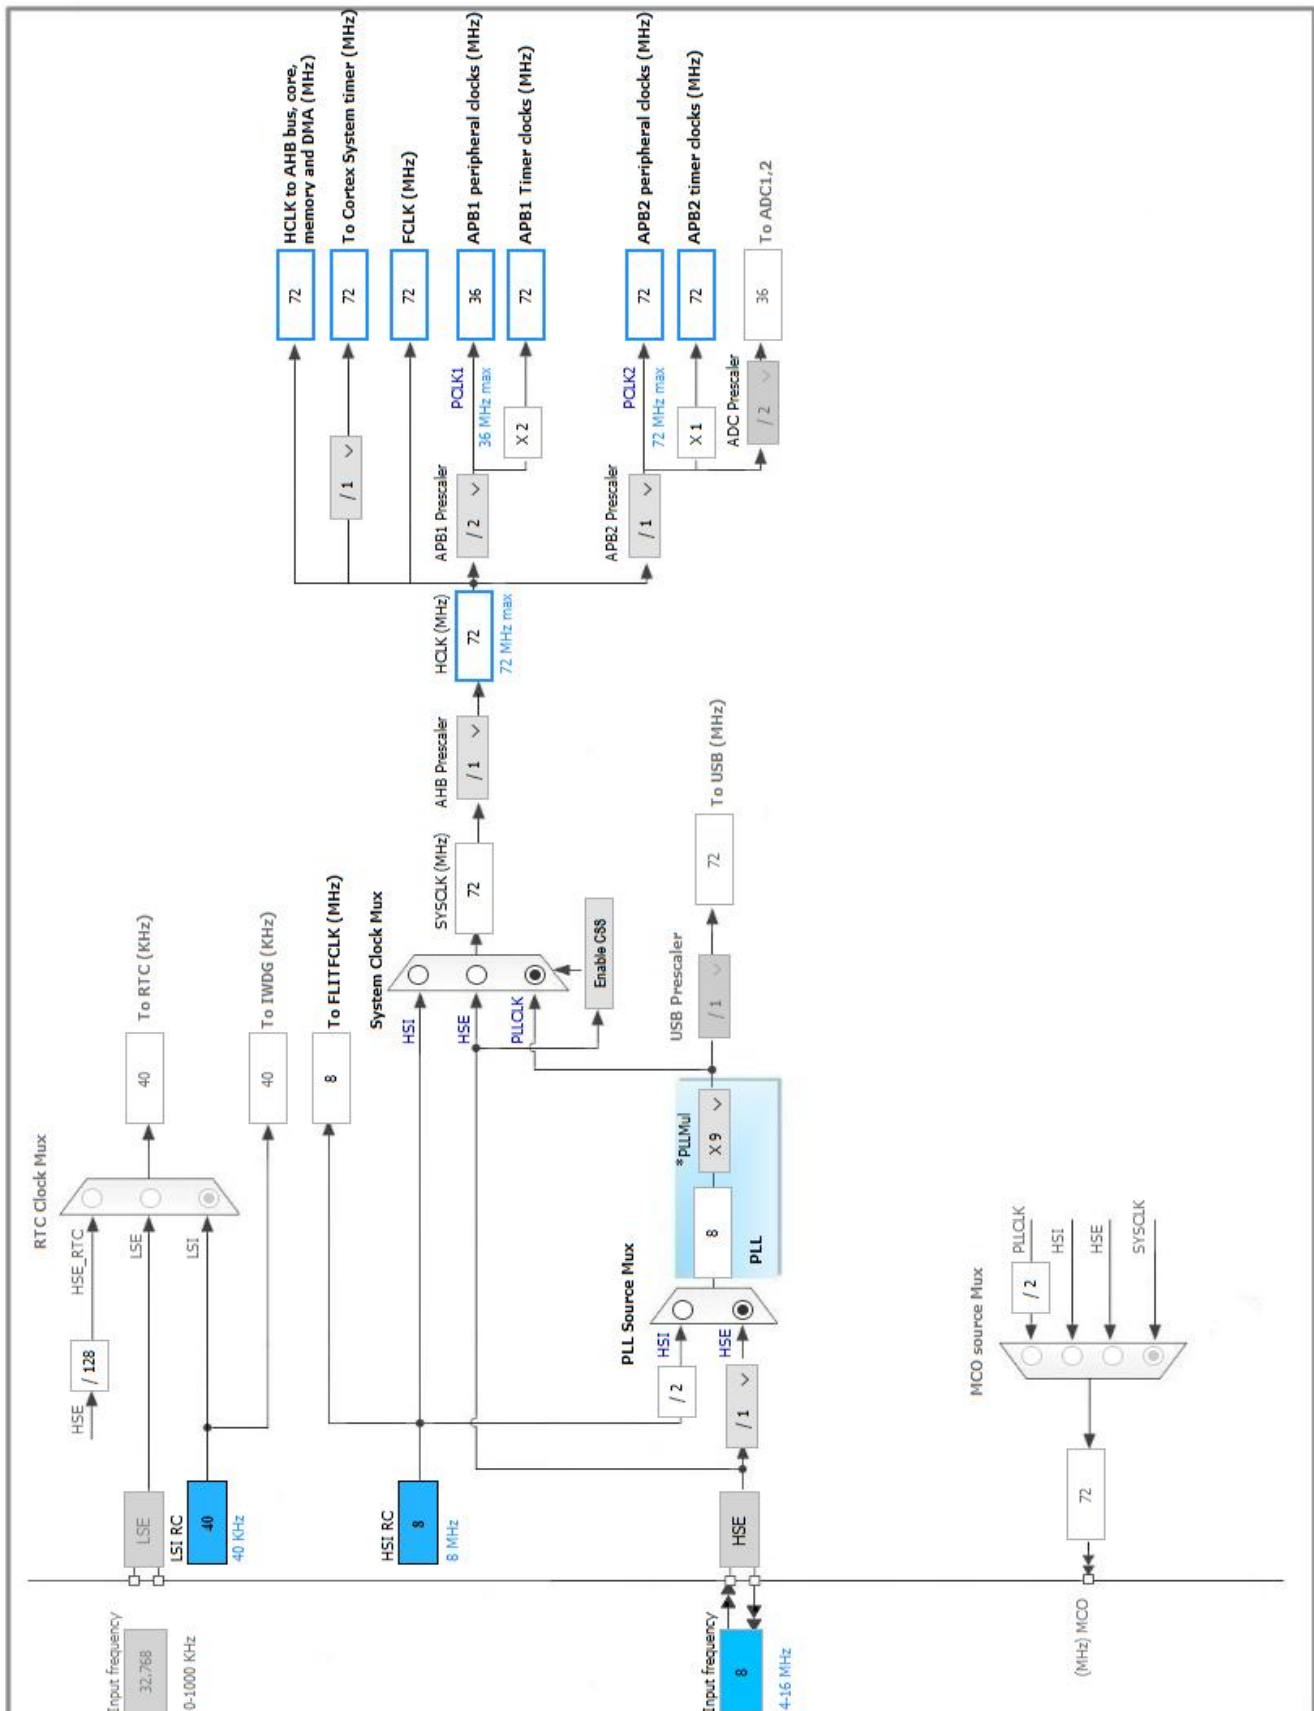 RTC Clock Mux
HSE
/ 128
HSE_RTC
Input frequency
32.768
0-1000 KHz
LSE
LSE
40
To RTC (KHz)
LSI RC
40
40 KHz
LSI
40
To IWDG (KHz)
8
To FLITFCLK (MHz)
HSI RC
8
8 MHz
System Clock Mux
HSI
HSE
PLLCLK
Enable CSS
SYSCLK (MHz)
72
AHB Prescaler
/ 1
HCLK (MHz)
72
72 MHz max
72
HCLK to AHB bus, core,
memory and DMA (MHz)
/ 1
72
To Cortex System timer (MHz)
72
FCLK (MHz)
APB1 Prescaler
/ 2
PCLK1
36 MHz max
36
APB1 peripheral clocks (MHz)
X 2
72
APB1 Timer clocks (MHz)
APB2 Prescaler
/ 1
PCLK2
72 MHz max
72
APB2 peripheral clocks (MHz)
X 1
72
APB2 timer clocks (MHz)
ADC Prescaler
/ 2
36
To ADC1,2
PLL Source Mux
/ 2
HSI
Input frequency
8
4-16 MHz
HSE
/ 1
HSE
8
PLL
*PLLMul
X 9
USB Prescaler
/ 1
72
To USB (MHz)
MCO source Mux
(MHz) MCO
72
/ 2
PLLCLK
HSI
HSE
SYSCLK